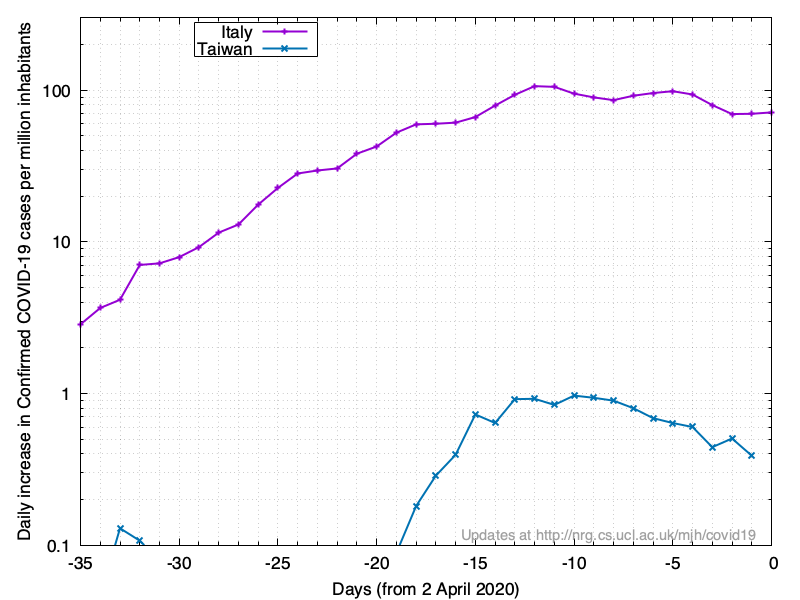 Italy
Taiwan
Daily increase in Confirmed COVID-19 cases per million inhabitants
100
10
1
0.1
Updates at http://nrg.cs.ucl.ac.uk/mjh/covid19
-35 -30 -25 -20 -15 -10 -5 0
Days (from 2 April 2020)